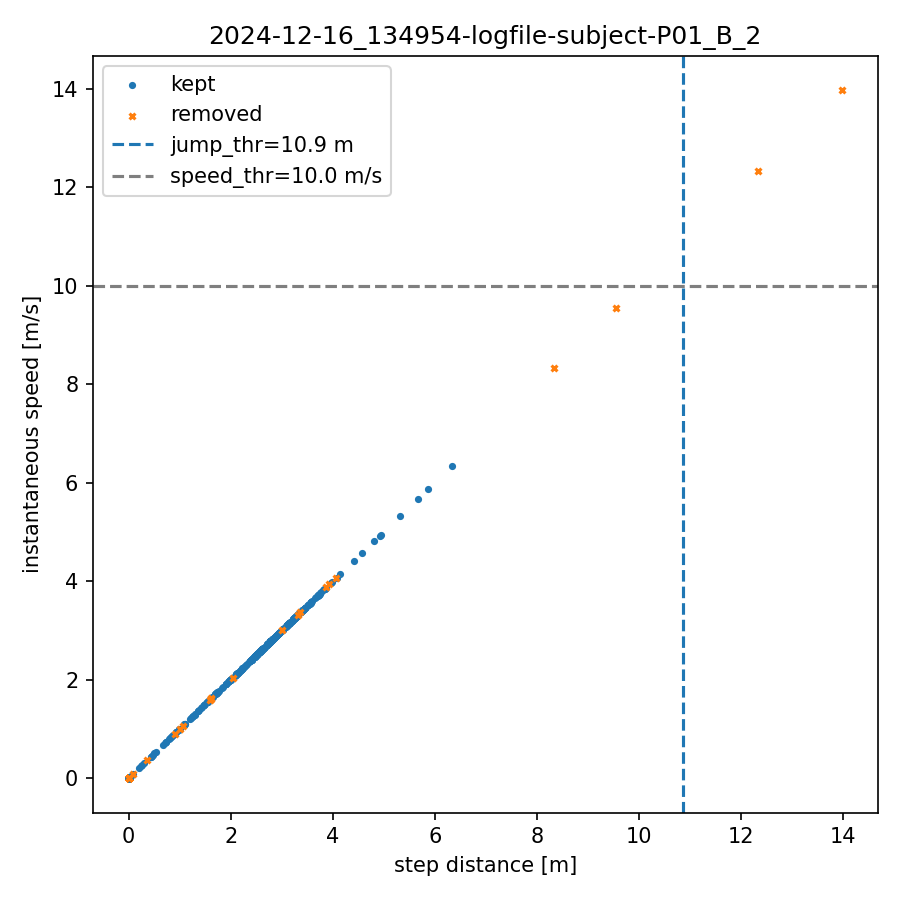 2024-12-16_134954-logfile-subject-P01_B_2
kept
removed
jump_thr=10.9 m
speed_thr=10.0 m/s
14
12
10
8
6
4
2
0
instantaneous speed [m/s]
0 2 4 6 8 10 12 14
step distance [m]